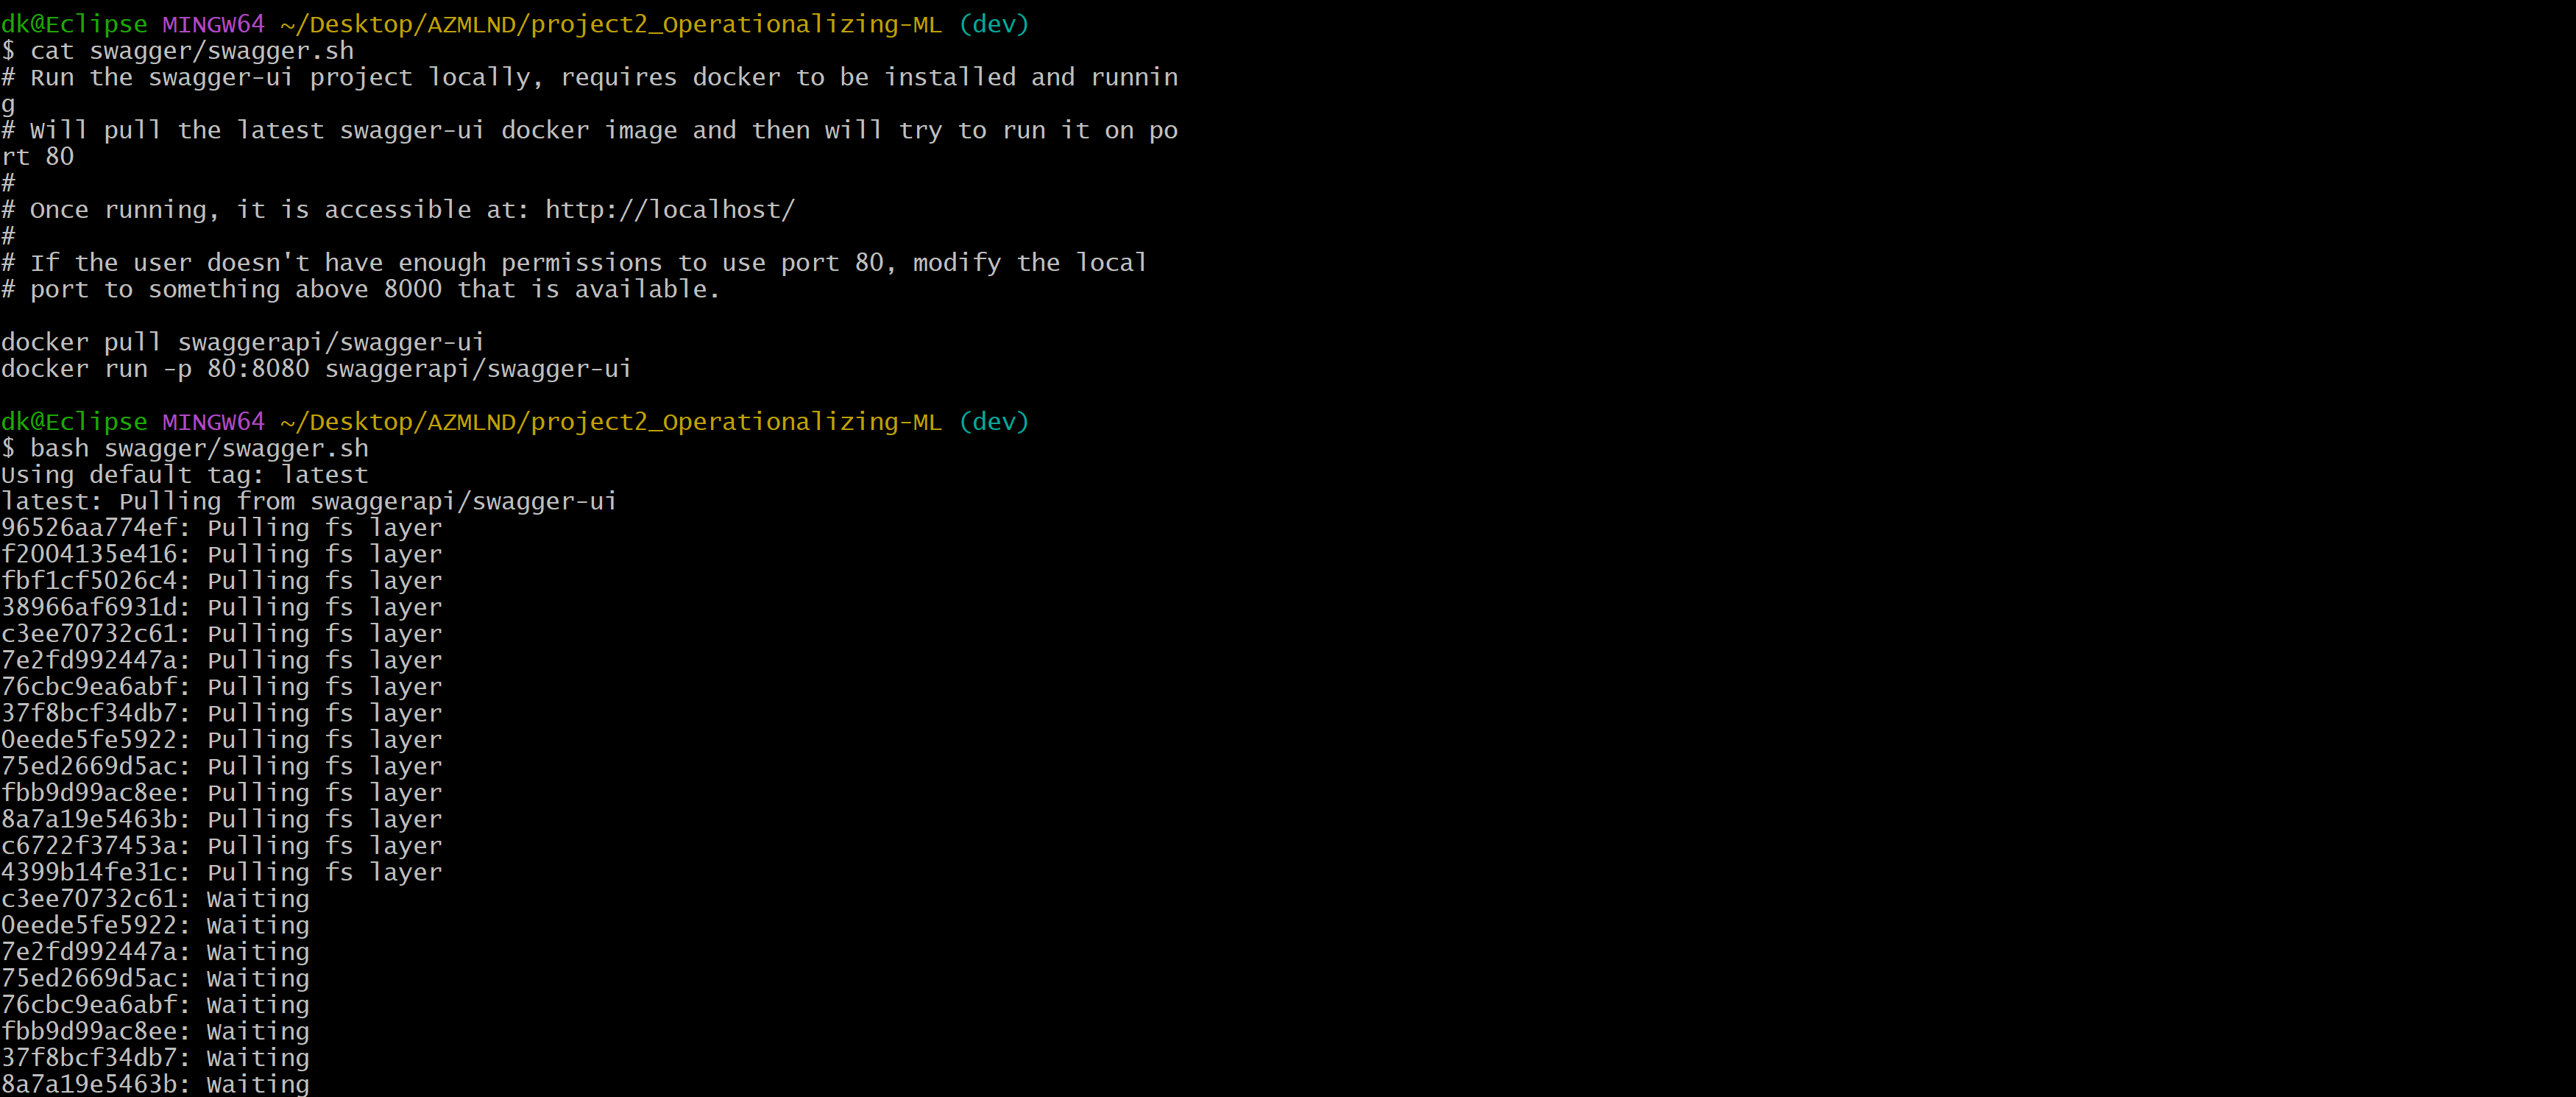 dk@Eclipse MINGW64 ~/Desktop/AZMLND/project2_Operationalizing-ML (dev)
$ cat swagger/swagger.sh
# Run the swagger-ui project locally, requires docker to be installed and runnin
g
# Will pull the latest swagger-ui docker image and then will try to run it on po
rt 80
#
# Once running, it is accessible at: http://localhost/
#
# If the user doesn't have enough permissions to use port 80, modify the local
# port to something above 8000 that is available.

docker pull swaggerapi/swagger-ui
docker run -p 80:8080 swaggerapi/swagger-ui

dk@Eclipse MINGW64 ~/Desktop/AZMLND/project2_Operationalizing-ML (dev)
$ bash swagger/swagger.sh
Using default tag: latest
latest: Pulling from swaggerapi/swagger-ui
96526aa774ef: Pulling fs layer
f2004135e416: Pulling fs layer
fbf1cf5026c4: Pulling fs layer
38966af6931d: Pulling fs layer
c3ee70732c61: Pulling fs layer
7e2fd992447a: Pulling fs layer
76cbc9ea6abf: Pulling fs layer
37f8bcf34db7: Pulling fs layer
0eede5fe5922: Pulling fs layer
75ed2669d5ac: Pulling fs layer
fbb9d99ac8ee: Pulling fs layer
8a7a19e5463b: Pulling fs layer
c6722f37453a: Pulling fs layer
4399b14fe31c: Pulling fs layer
c3ee70732c61: Waiting
0eede5fe5922: Waiting
7e2fd992447a: Waiting
75ed2669d5ac: Waiting
76cbc9ea6abf: Waiting
fbb9d99ac8ee: Waiting
37f8bcf34db7: Waiting
8a7a19e5463b: Waiting